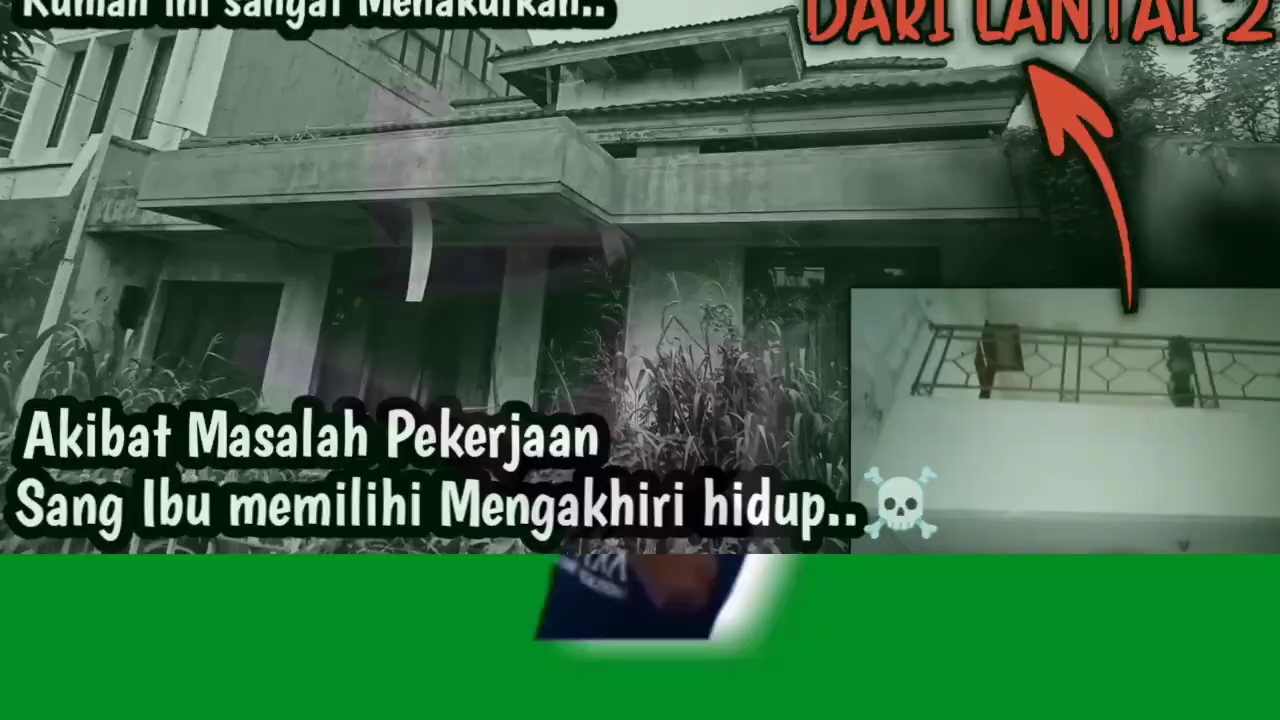 Rumah ini sangat Menakutkan..
DARI LANTAI 2
Akibat Masalah Pekerjaan
Sang Ibu memilihi Mengakhiri hidup..